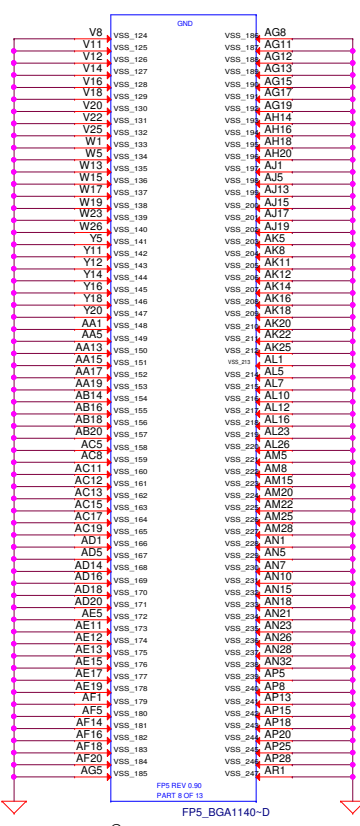 GND
V8 VSS_124 VSS_186 AG8
V11 VSS_125 VSS_187 AG11
V12 VSS_126 VSS_188 AG12
V14 VSS_127 VSS_189 AG13
V16 VSS_128 VSS_190 AG15
V18 VSS_129 VSS_191 AG17
V20 VSS_130 VSS_192 AG19
V22 VSS_131 VSS_193 AH14
V25 VSS_132 VSS_194 AH16
W1 VSS_133 VSS_195 AH18
W5 VSS_134 VSS_196 AH20
W13 VSS_135 VSS_197 AJ1
W15 VSS_136 VSS_198 AJ5
W17 VSS_137 VSS_199 AJ13
W19 VSS_138 VSS_200 AJ15
W23 VSS_139 VSS_201 AJ17
W26 VSS_140 VSS_202 AJ19
Y5 VSS_141 VSS_203 AK5
Y11 VSS_142 VSS_204 AK8
Y12 VSS_143 VSS_205 AK11
Y14 VSS_144 VSS_206 AK12
Y16 VSS_145 VSS_207 AK14
Y18 VSS_146 VSS_208 AK16
Y20 VSS_147 VSS_209 AK18
AA1 VSS_148 VSS_210 AK20
AA5 VSS_149 VSS_211 AK22
AA13 VSS_150 VSS_212 AK25
AA15 VSS_151 VSS_213 AL1
AA17 VSS_152 VSS_214 AL5
AA19 VSS_153 VSS_215 AL7
AB14 VSS_154 VSS_216 AL10
AB16 VSS_155 VSS_217 AL12
AB18 VSS_156 VSS_218 AL16
AB20 VSS_157 VSS_219 AL23
AC5 VSS_158 VSS_220 AL26
AC8 VSS_159 VSS_221 AM5
AC11 VSS_160 VSS_222 AM8
AC12 VSS_161 VSS_223 AM15
AC13 VSS_162 VSS_224 AM20
AC15 VSS_163 VSS_225 AM22
AC17 VSS_164 VSS_226 AM25
AC19 VSS_165 VSS_227 AM28
AD1 VSS_166 VSS_228 AN1
AD5 VSS_167 VSS_229 AN5
AD14 VSS_168 VSS_230 AN7
AD16 VSS_169 VSS_231 AN10
AD18 VSS_170 VSS_232 AN15
AD20 VSS_171 VSS_233 AN18
AE5 VSS_172 VSS_234 AN21
AE11 VSS_173 VSS_235 AN23
AE12 VSS_174 VSS_236 AN26
AE13 VSS_175 VSS_237 AN28
AE15 VSS_176 VSS_238 AN32
AE17 VSS_177 VSS_239 AP5
AE19 VSS_178 VSS_240 AP8
AF1 VSS_179 VSS_241 AP13
AF5 VSS_180 VSS_242 AP15
AF14 VSS_181 VSS_243 AP18
AF16 VSS_182 VSS_244 AP20
AF18 VSS_183 VSS_245 AP25
AF20 VSS_184 VSS_246 AP28
AG5 VSS_185 VSS_247 AR1
FP5 REV 0.90
PART 8 OF 13
FP5_BGA1140~D